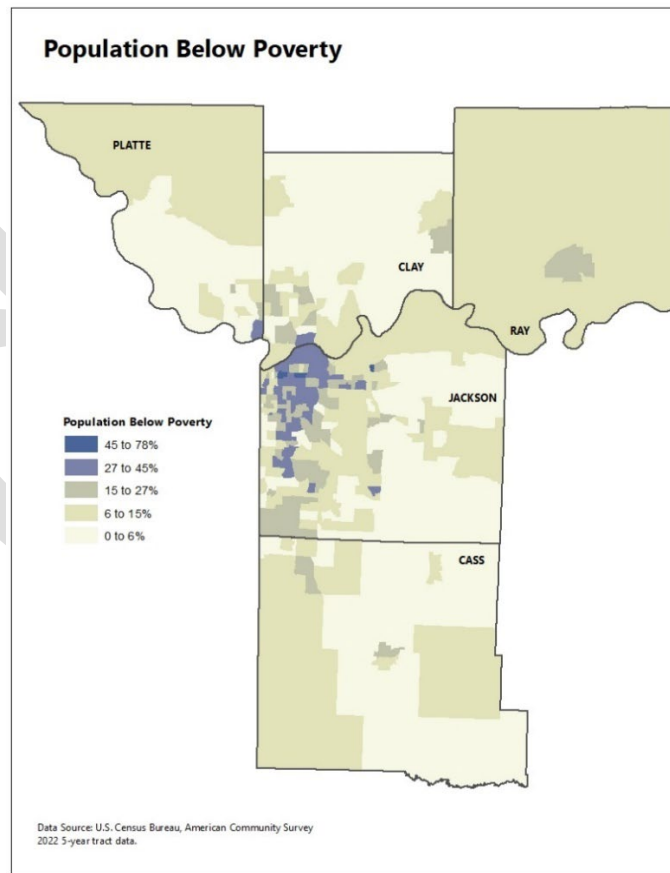 Population Below Poverty
PLATTE
CLAY
RAY
JACKSON
Population Below Poverty
45 to 78%
27 to 45%
15 to 27%
6 to 15%
0 to 6%
CASS
Data Source: U.S. Census Bureau, American Community Survey
2022 5-year tract data.